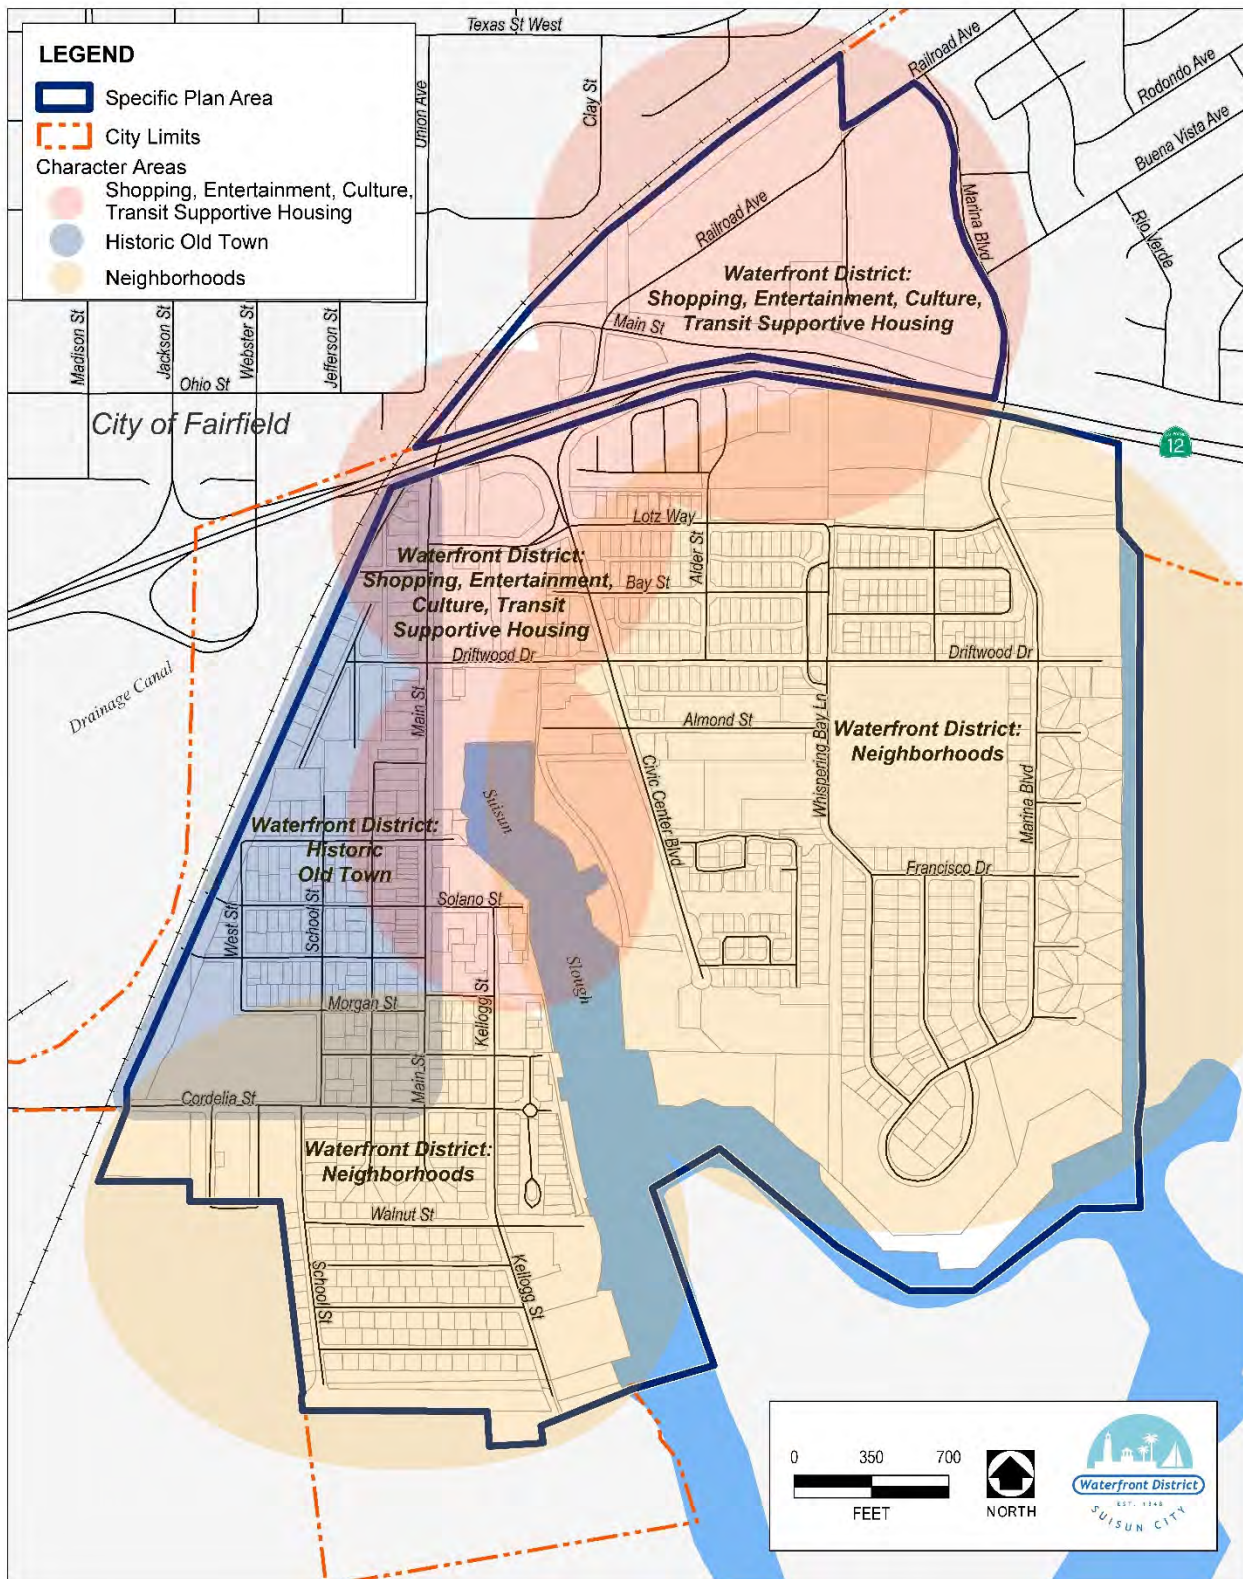 Texas St West
LEGEND
Specific Plan Area
City Limits
Character Areas
Shopping, Entertainment, Culture,
Transit Supportive Housing
Historic Old Town
Neighborhoods
Union Ave
Clay St
Railroad Ave
Rodondo Ave
Buena Vista Ave
Rio Verde
Marina Blvd
Railroad Ave
Waterfront District:
Shopping, Entertainment, Culture,
Transit Supportive Housing
Main St
Madison St
Jackson St
Webster St
Jefferson St
Ohio St
City of Fairfield
12
Lotz Way
Alder St
Bay St
Waterfront District:
Shopping, Entertainment,
Culture, Transit
Supportive Housing
Driftwood Dr
Driftwood Dr
Drainage Canal
Main St
Almond St
Whispering Bay Ln
Waterfront District:
Neighborhoods
Civic Center Blvd
Marina Blvd
Suisun
Waterfront District:
Historic
Old Town
Francisco Dr
Solano St
West St
School St
Slough
Kellogg St
Morgan St
Main St
Cordelia St
Waterfront District:
Neighborhoods
Walnut St
School St
Kellogg St
0 350 700
FEET
NORTH
Waterfront District
SUISUN CITY